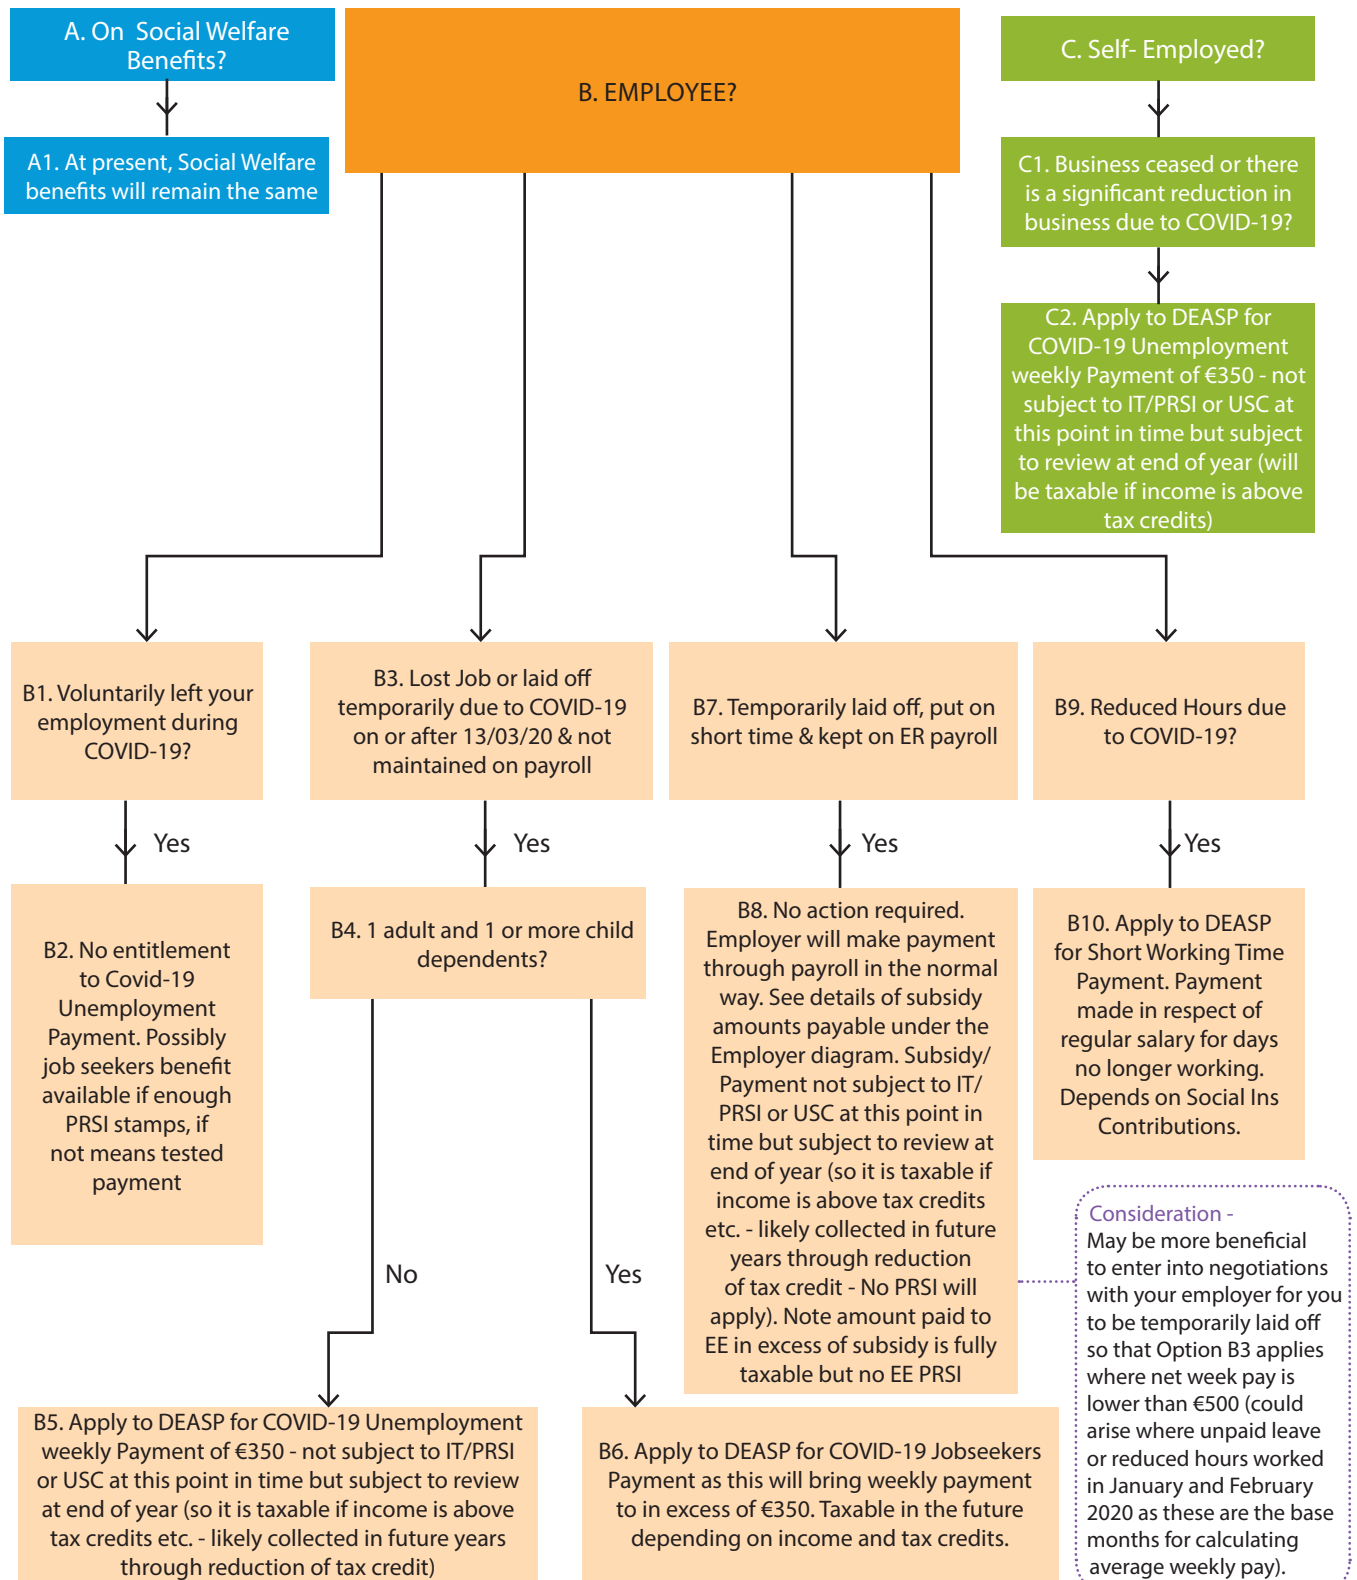 A. On  Social Welfare
Benefits?
A1. At present, Social Welfare
benefits will remain the same
B. EMPLOYEE?
C. Self- Employed?
C1. Business ceased or there
is a significant reduction in
business due to COVID-19?
C2. Apply to DEASP for
COVID-19 Unemployment
weekly Payment of €350 - not
subject to IT/PRSI or USC at
this point in time but subject
to review at end of year (will
be taxable if income is above
tax credits)
B1. Voluntarily left your
employment during
COVID-19?
Yes
B2. No entitlement
to Covid-19
Unemployment
Payment. Possibly
job seekers benefit
available if enough
PRSI stamps, if
not means tested
payment
B3. Lost Job or laid off
temporarily due to COVID-19
on or after 13/03/20 & not
maintained on payroll
Yes
B4. 1 adult and 1 or more child
dependents?
No
Yes
B5. Apply to DEASP for COVID-19 Unemployment
weekly Payment of €350 - not subject to IT/PRSI
or USC at this point in time but subject to review
at end of year (so it is taxable if income is above
tax credits etc. - likely collected in future years
through reduction of tax credit)
B6. Apply to DEASP for COVID-19 Jobseekers
Payment as this will bring weekly payment
to in excess of €350. Taxable in the future
depending on income and tax credits.
B7. Temporarily laid off, put on
short time & kept on ER payroll
Yes
B8. No action required.
Employer will make payment
through payroll in the normal
way. See details of subsidy
amounts payable under the
Employer diagram. Subsidy/
Payment not subject to IT/
PRSI or USC at this point in
time but subject to review at
end of year (so it is taxable if
income is above tax credits
etc. - likely collected in future
years through reduction
of tax credit - No PRSI will
apply). Note amount paid to
EE in excess of subsidy is fully
taxable but no EE PRSI
B9. Reduced Hours due
to COVID-19?
Yes
B10. Apply to DEASP
for Short Working Time
Payment. Payment
made in respect of
regular salary for days
no longer working.
Depends on Social Ins
Contributions.
Consideration -
May be more beneficial
to enter into negotiations
with your employer for you
to be temporarily laid off
so that Option B3 applies
where net week pay is
lower than €500 (could
arise where unpaid leave
or reduced hours worked
in January and February
2020 as these are the base
months for calculating
average weekly pay).